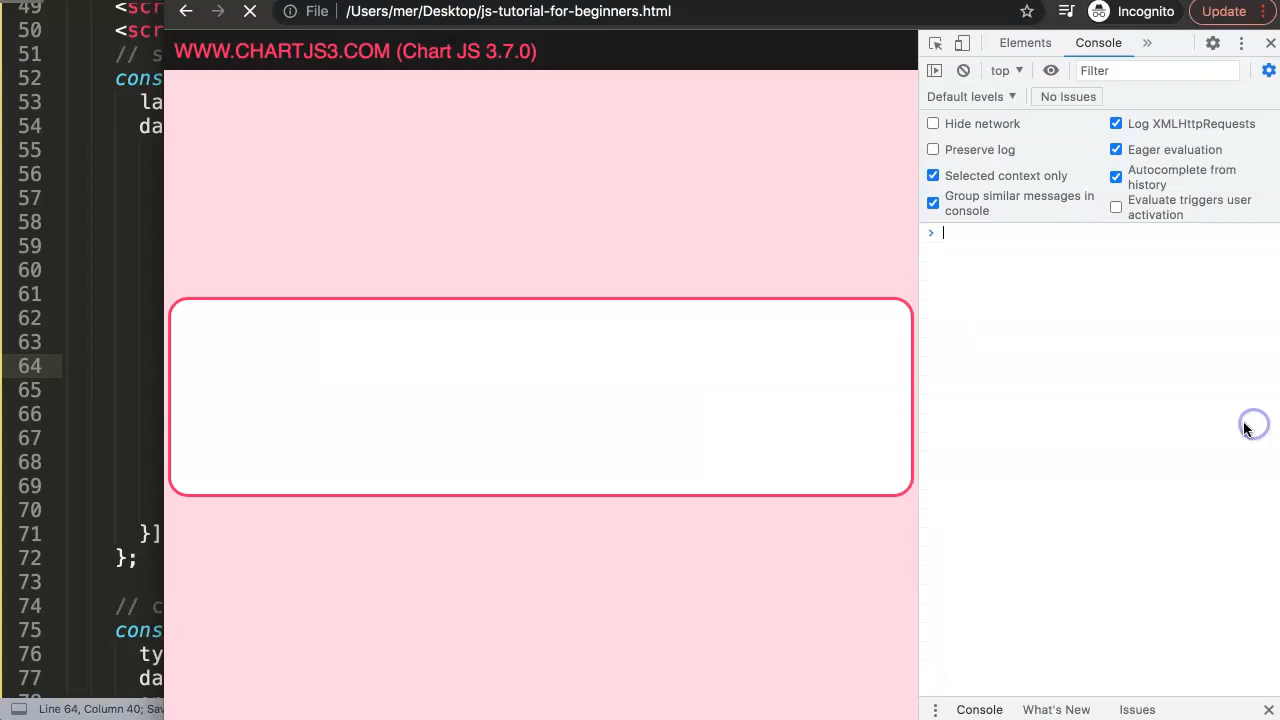 File /Users/mer/Desktop/js-tutorial-for-beginners.html Incognito Update
WWW.CHARTJS3.COM (Chart JS 3.7.0)
49 <scr
50 <scr
51 // s
52 cons
53 la
54 da
55
56
57
58
59
60
61
62
63
64
65
66
67
68
69
70
71 }]
72 };
73
74 // c
75 cons
76 ty
77 da
78
Line 64, Column 40; Sav
Elements Console »
top Filter
Default levels No Issues
Hide network Log XMLHttpRequests
Preserve log Eager evaluation
Selected context only Autocomplete from
history
Group similar messages in
console
Evaluate triggers user
activation
>
Console What's New Issues